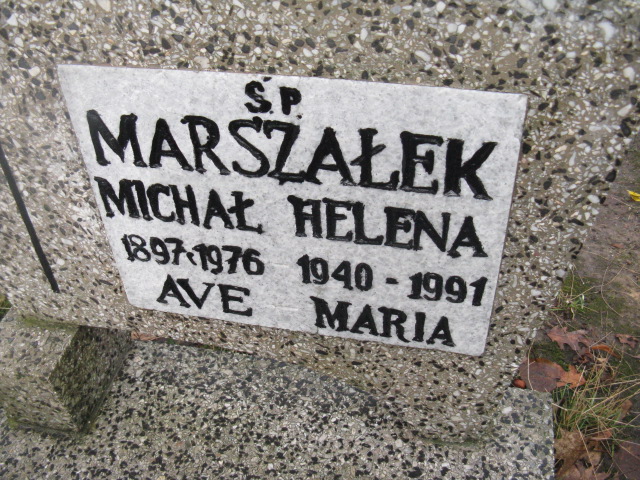 Ś.P.
MARSZAŁEK
MICHAŁ HELENA
1897-1976 1940-1991
AVE MARIA